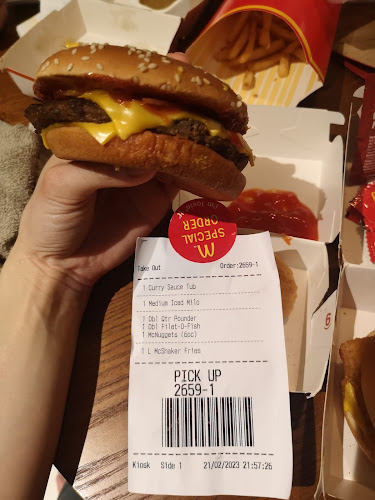 SPECIAL
ORDER
Take Out Order:2659-1
1 Curry Sauce Tub
1 Medium Iced Milo
1 Dbl Qtr Pounder
1 Dbl Filet-O-Fish
1 McNuggets (6pc)
1 L McShaker Fries
PICK UP
2659-1
Kiosk Side 1 21/02/2023 21:57:26
6